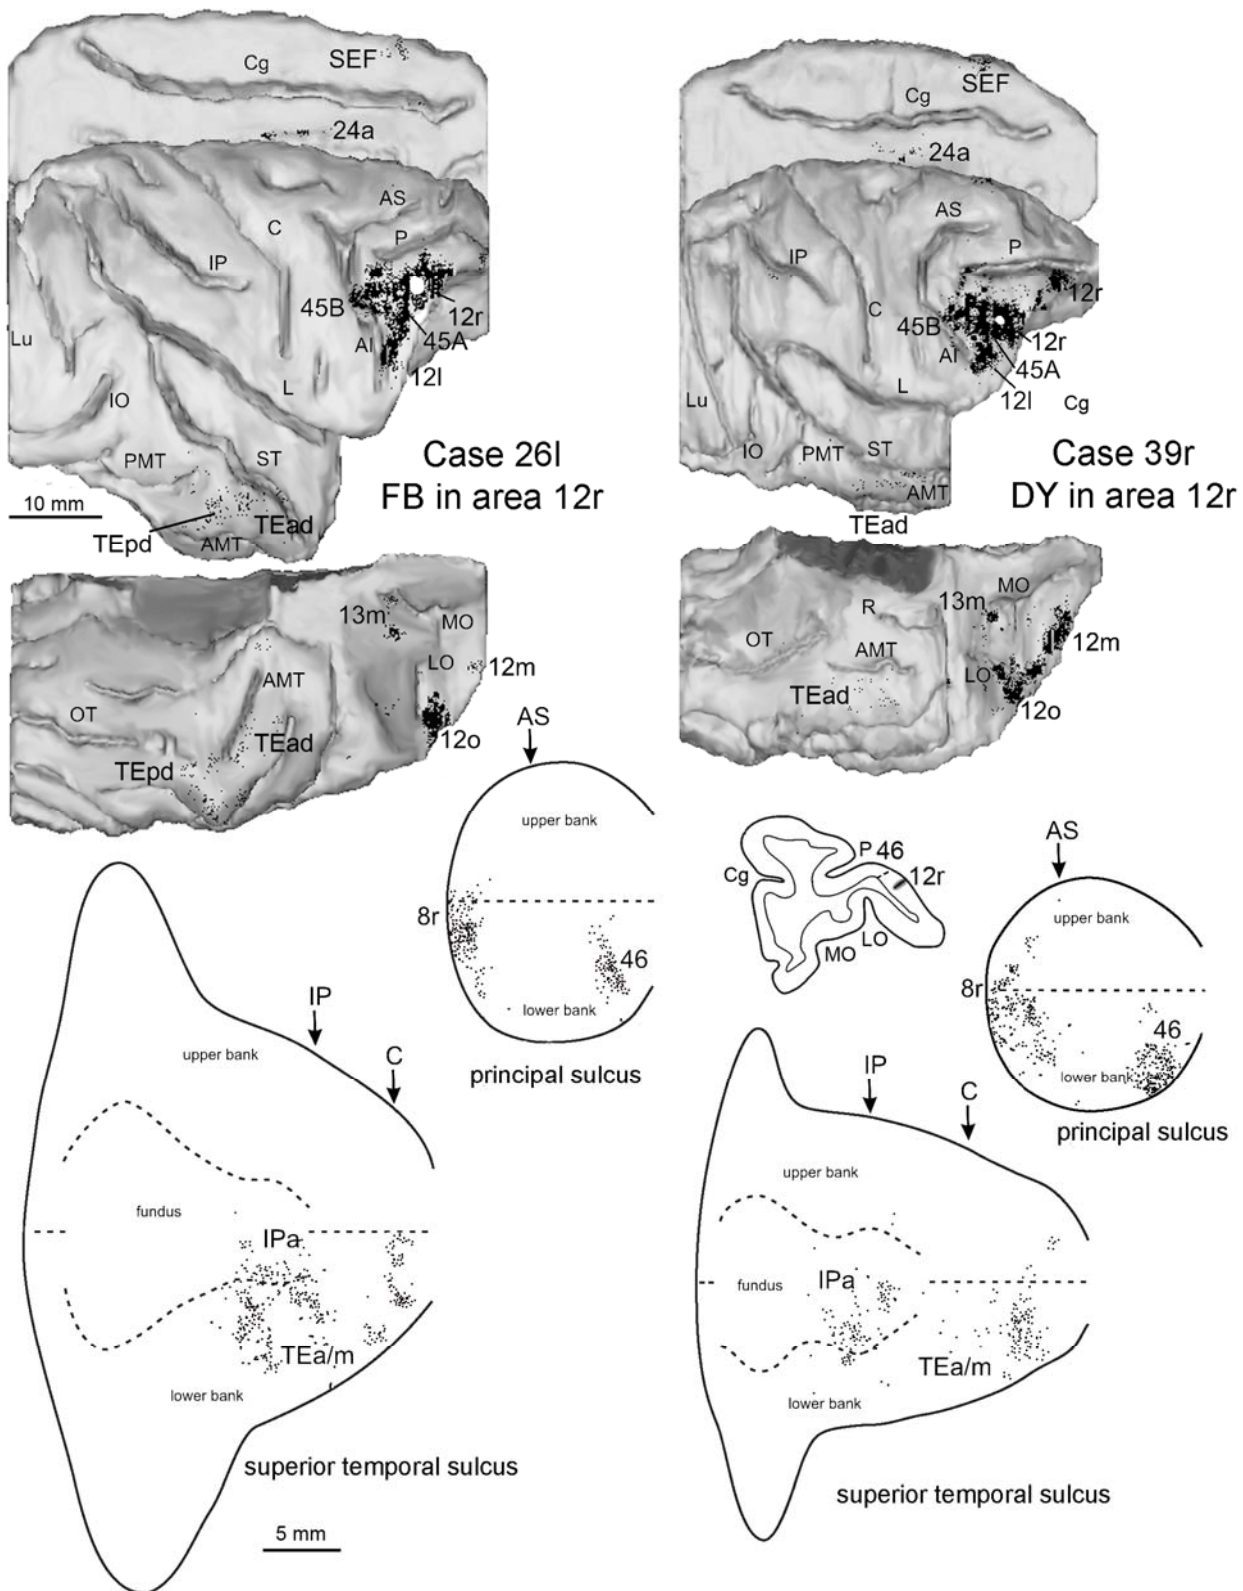 SEF
Cg
24a
AS
C
P
IP
45B
12r
Lu
AI
45A
12l
L
IO
PMT
ST
Case 26l
FB in area 12r
10 mm
TEpd
TEad
AMT
13m
MO
LO
12m
AMT
OT
TEad
12o
TEpd
SEF
Cg
24a
AS
P
IP
12r
C
45B
12r
AI
45A
12l
L
Lu
Cg
IO
PMT
ST
AMT
Case 39r
DY in area 12r
TEad
MO
R
13m
OT
AMT
12m
LO
TEad
12o
AS
upper bank
8r
46
lower bank
principal sulcus
P
46
Cg
12r
LO
MO
AS
upper bank
8r
46
lower bank
principal sulcus
IP
C
upper bank
fundus
IPa
TEa/m
lower bank
superior temporal sulcus
5 mm
IP
C
upper bank
fundus
IPa
TEa/m
lower bank
superior temporal sulcus